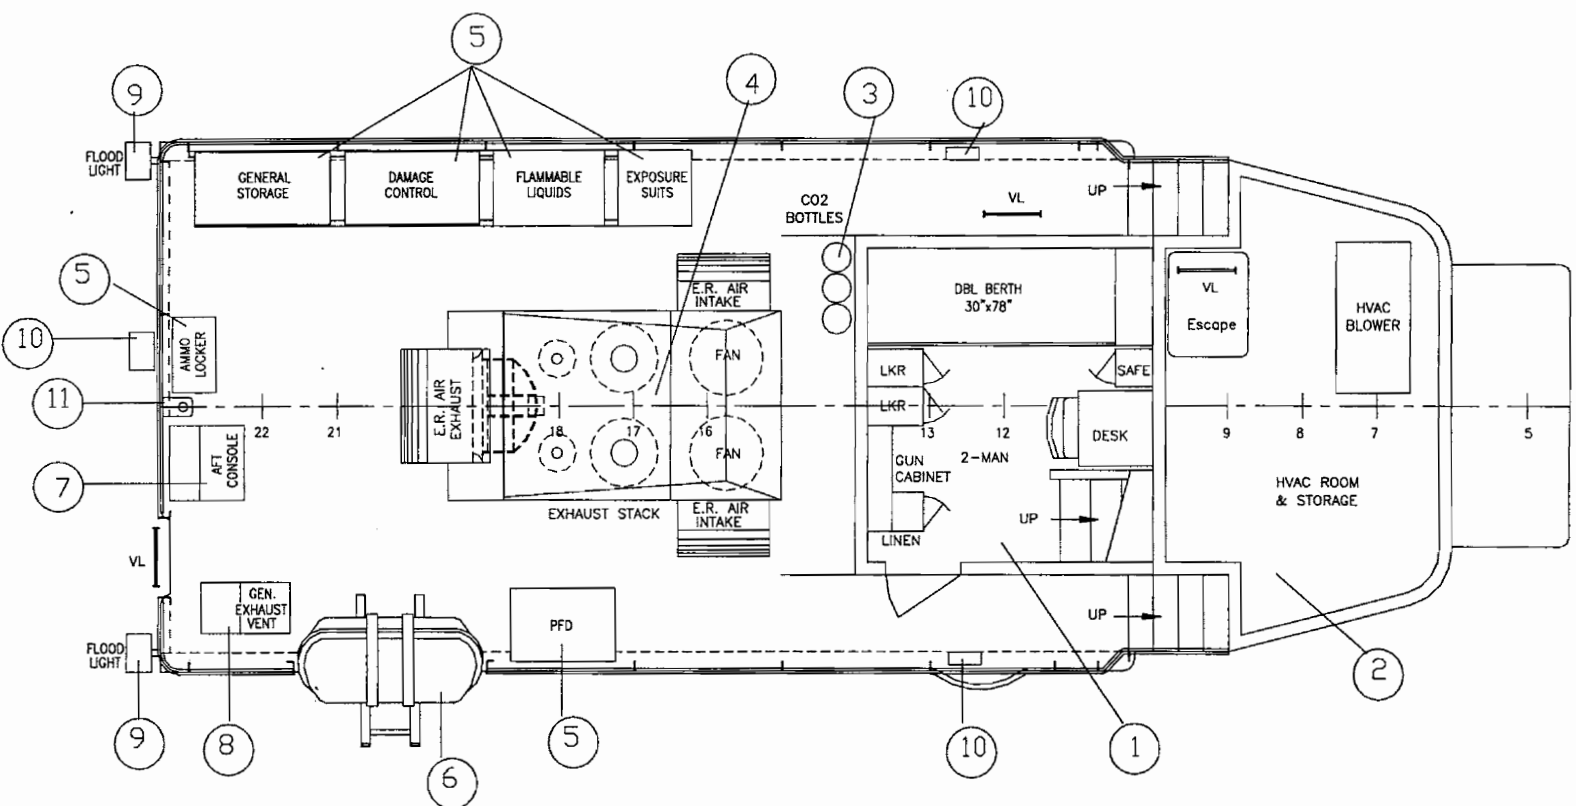 5
9
4
3
10
FLOOD
LIGHT
GENERAL
STORAGE
DAMAGE
CONTROL
FLAMMABLE
LIQUIDS
EXPOSURE
SUITS
CO2
BOTTLES
VL
UP
5
10
11
7
AMMO
LOCKER
E.R. AIR
INTAKE
DBL BERTH
30"x78"
VL
Escape
HVAC
BLOWER
E.R. AIR
EXHAUST
FAN
FAN
LKR
LKR
SAFE
DESK
22
21
18
17
16
13
12
9
8
7
5
AFT
CONSOLE
GUN
CABINET
2-MAN
HVAC ROOM
& STORAGE
EXHAUST STACK
E.R. AIR
INTAKE
LINEN
UP
VL
GEN.
EXHAUST
VENT
PFD
UP
FLOOD
LIGHT
9
8
6
5
10
1
2